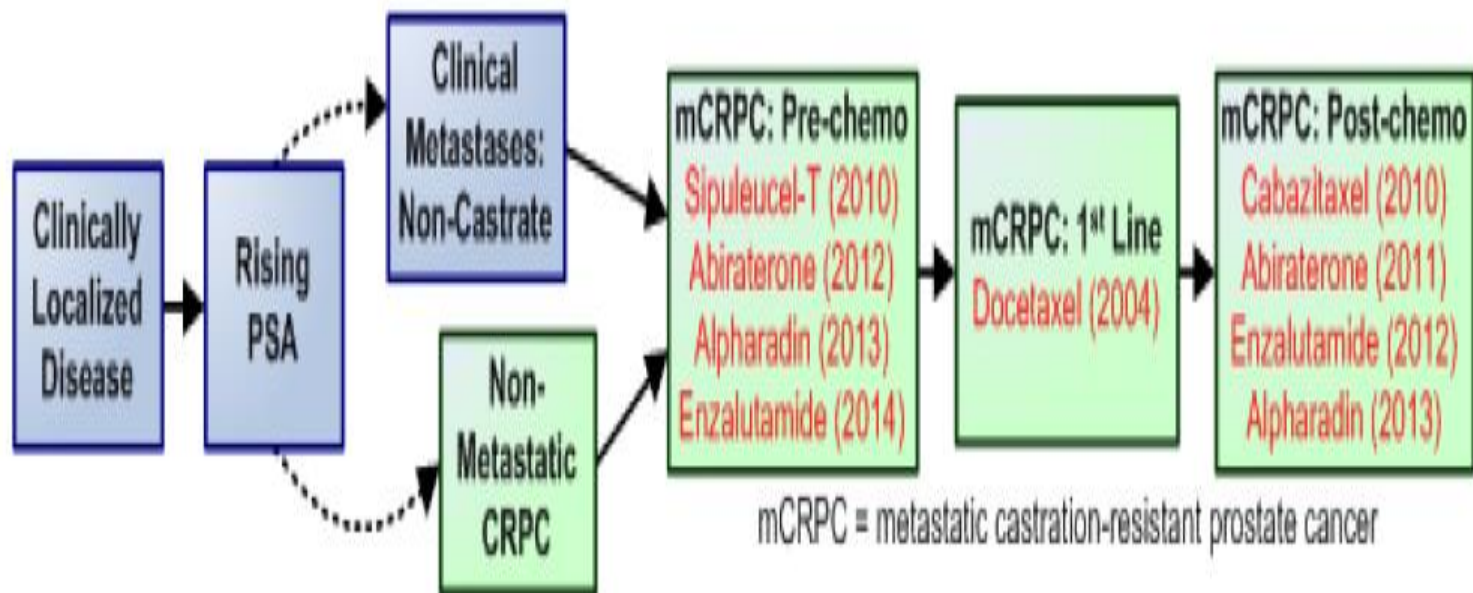 Clinically
Localized
Disease
Rising
PSA
Clinical
Metastases:
Non-Castrate
Non-
Metastatic
CRPC
mCRPC: Pre-chemo
Sipuleucel-T (2010)
Abiraterone (2012)
Alpharadin (2013)
Enzalutamide (2014)
mCRPC: 1st Line
Docetaxel (2004)
mCRPC: Post-chemo
Cabazitaxel (2010)
Abiraterone (2011)
Enzalutamide (2012)
Alpharadin (2013)
mCRPC = metastatic castration-resistant prostate cancer